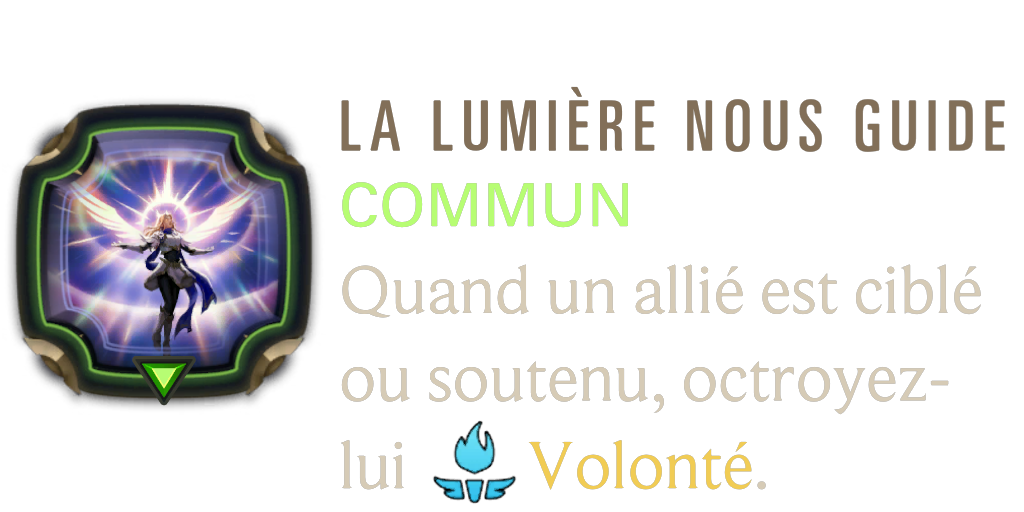 LA LUMIÈRE NOUS GUIDE
COMMUN
Quand un allié est ciblé
ou soutenu, octroyez-
lui Volonté.